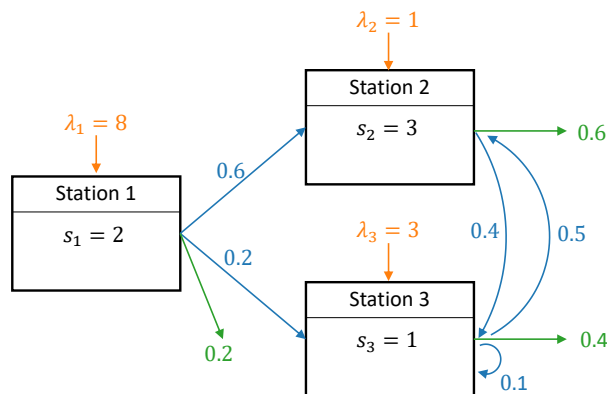 λ₂ = 1
Station 2
s₂ = 3
0.6
λ₁ = 8
Station 1
s₁ = 2
0.6
0.4
0.5
0.2
0.2
λ₃ = 3
Station 3
s₃ = 1
0.4
0.1